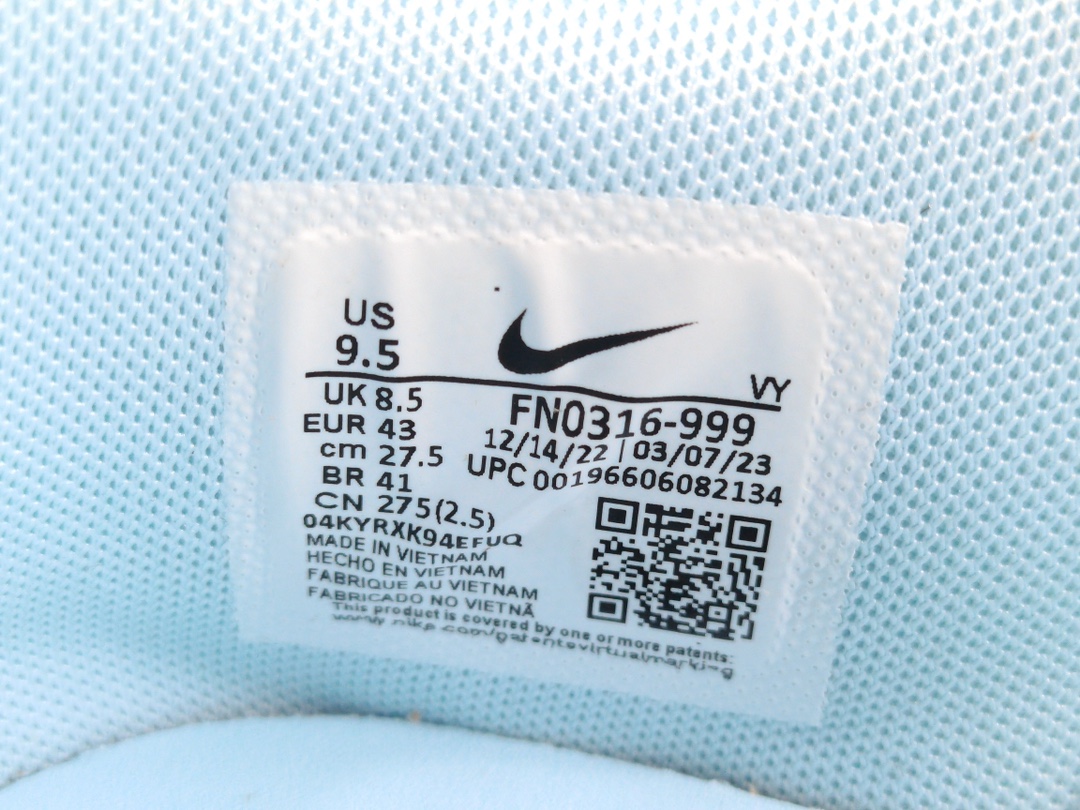 US
9.5
VY
UK 8.5
EUR 43
cm 27.5
BR 41
CN 275(2.5)
FN0316-999
12/14/22 | 03/07/23
UPC 00196606082134
04KYRXK94EFUQ
MADE IN VIETNAM
HECHO EN VIETNAM
FABRIQUE AU VIETNAM
FABRICADO NO VIETNÃ
This product is covered by one or more patents:
www.nike.com/patentsvirtualmarking